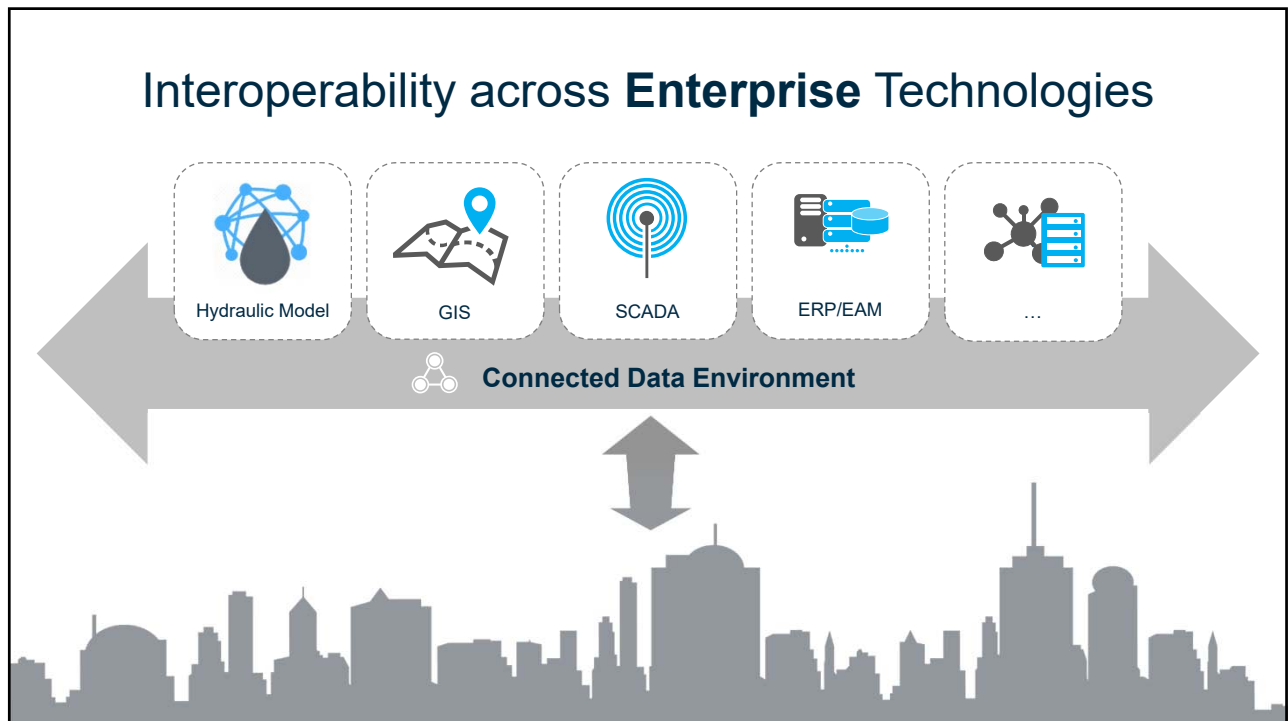 Interoperability across Enterprise Technologies
Hydraulic Model
GIS
SCADA
ERP/EAM
…
Connected Data Environment